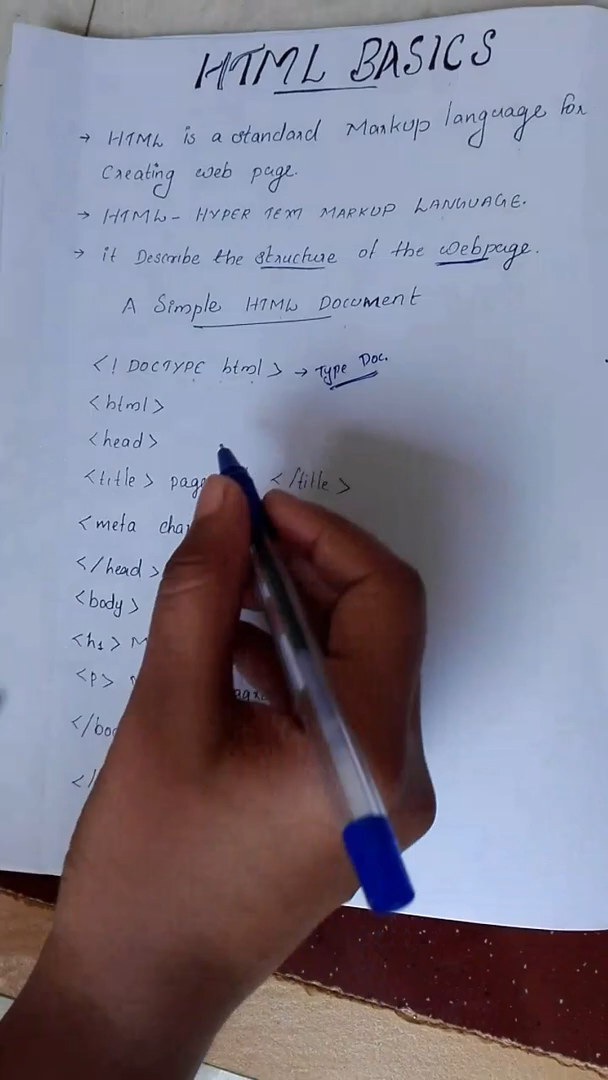 HTML BASICS
→ HTML is a standard Markup language for
Creating web page.
→ HTML - HYPER TEXT MARKUP LANGUAGE.
→ it Describe the structure of the webpage.
A Simple HTML Document
<! DOCTYPE html> → Type Doc.
<html>
<head>
<title> </title>
<meta
</head>
<body>
<h1>
<p>
</
</